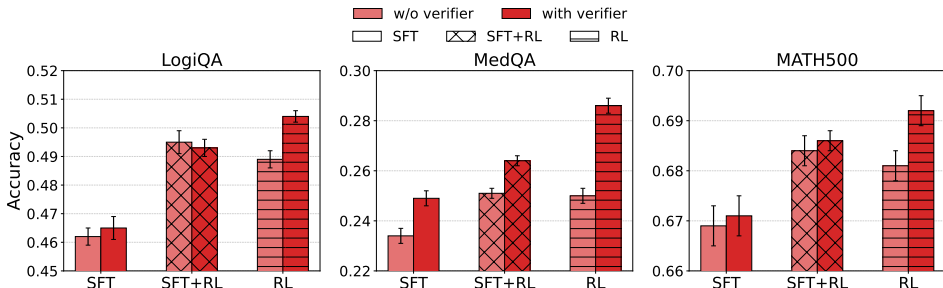 w/o verifier with verifier
SFT SFT+RL RL
LogiQA MedQA MATH500
Accuracy
0.52
0.51
0.50
0.49
0.48
0.47
0.46
0.45
SFT SFT+RL RL
0.30
0.28
0.26
0.24
0.22
SFT SFT+RL RL
0.70
0.69
0.68
0.67
0.66
SFT SFT+RL RL